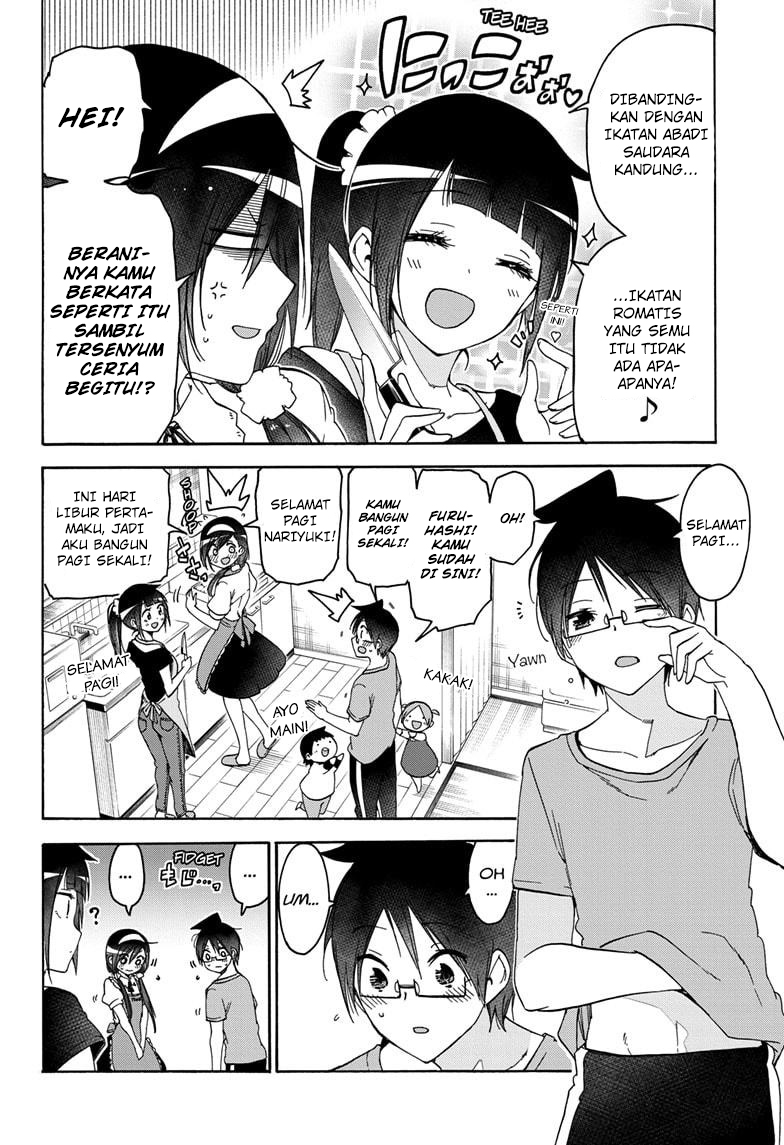 TEE HEE
にっこおぉ♡
DIBANDING-
KAN DENGAN
IKATAN ABADI
SAUDARA
KANDUNG...
...IKATAN
ROMATIS
YANG SEMU
ITU TIDAK
ADA APA-
APANYA!
♪
SEPERTI
INI!
♡
HEI!
BERANI-
NYA KAMU
BERKATA
SEPERTI ITU
SAMBIL
TERSENYUM
CERIA
BEGITU!?
SELAMAT
PAGI...
Yawn
OH!
FURU-
HASHI!
KAMU
SUDAH
DI SINI!
KAMU
BANGUN
PAGI
SEKALI!
SELAMAT
PAGI
NARIYUKI!
SHOOP
INI HARI
LIBUR PERTA-
MAKU, JADI
AKU BANGUN
PAGI SEKALI!
SELAMAT
PAGI!
AYO
MAIN!
KAKAK!
OH
...
UM...
...
FIDGET
もじ...
...
?